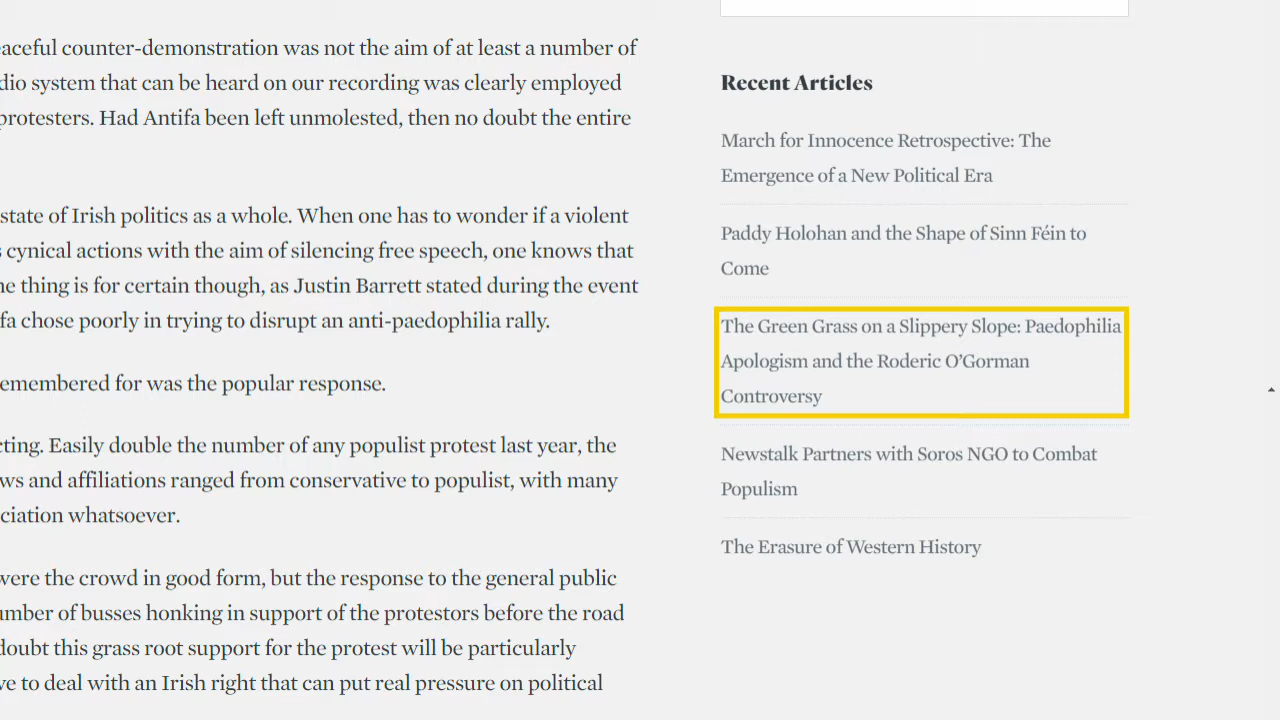 eaceful counter-demonstration was not the aim of at least a number of
dio system that can be heard on our recording was clearly employed
protesters. Had Antifa been left unmolested, then no doubt the entire
state of Irish politics as a whole. When one has to wonder if a violent
s cynical actions with the aim of silencing free speech, one knows that
ne thing is for certain though, as Justin Barrett stated during the event
fa chose poorly in trying to disrupt an anti-paedophilia rally.
emembered for was the popular response.
cting. Easily double the number of any populist protest last year, the
ws and affiliations ranged from conservative to populist, with many
ciation whatsoever.
were the crowd in good form, but the response to the general public
umber of busses honking in support of the protestors before the road
doubt this grass root support for the protest will be particularly
ve to deal with an Irish right that can put real pressure on political
Recent Articles
March for Innocence Retrospective: The
Emergence of a New Political Era
Paddy Holohan and the Shape of Sinn Féin to
Come
The Green Grass on a Slippery Slope: Paedophilia
Apologism and the Roderic O’Gorman
Controversy
Newstalk Partners with Soros NGO to Combat
Populism
The Erasure of Western History